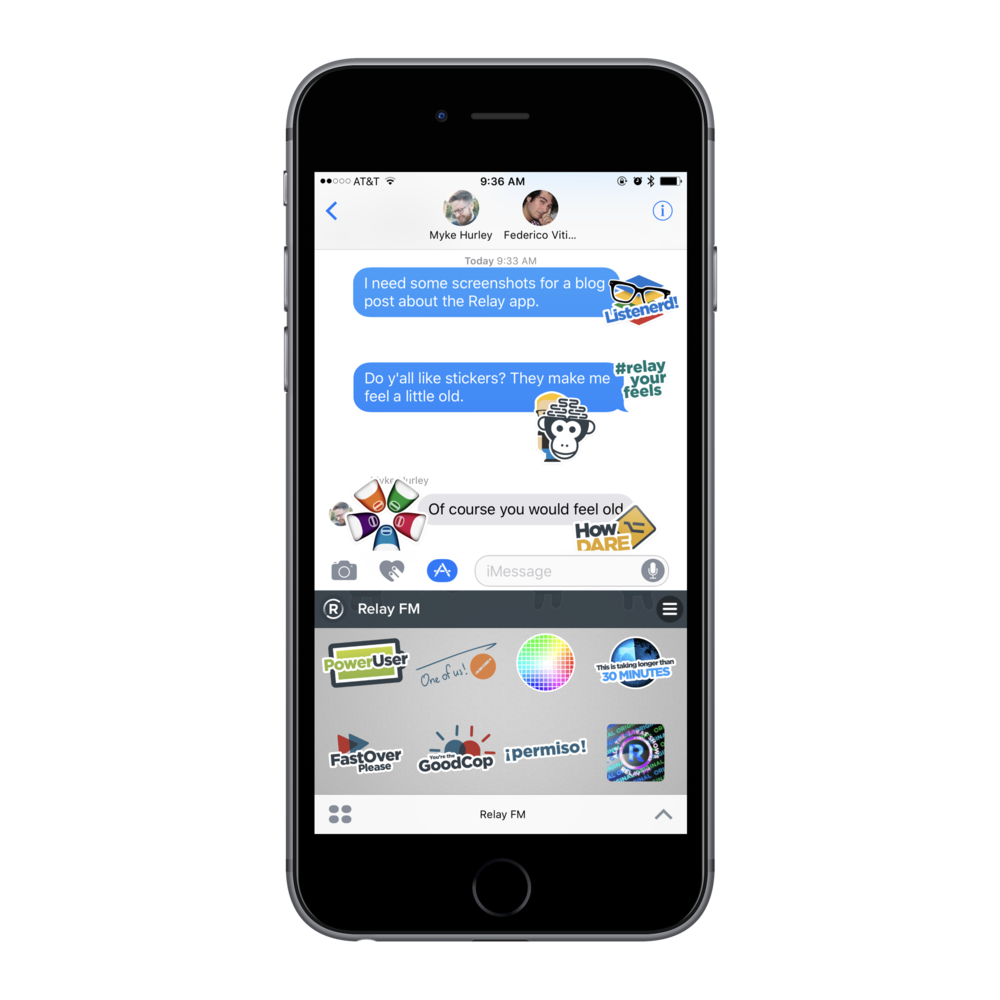 AT&T
9:36 AM
Myke Hurley
Federico Viti...
Today 9:33 AM
I need some screenshots for a blog
post about the Relay app.
Listenerd!
Do y'all like stickers? They make me
feel a little old.
#relay
your
feels
Of course you would feel old
How
DARE
iMessage
R
Relay FM
PowerUser
One of us!
This is taking longer than
30 MINUTES
FastOver
Please
You're the
GoodCop
¡permiso!
R
Relay FM